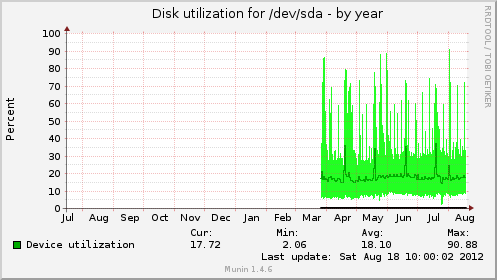 Disk utilization for /dev/sda - by year
RRDTOOL / TOBI OETIKER
Percent
100
90
80
70
60
50
40
30
20
10
0
Jul Aug Sep Oct Nov Dec Jan Feb Mar Apr May Jun Jul Aug
Cur: Min: Avg: Max:
Device utilization 17.72 2.06 18.10 90.88
Last update: Sat Aug 18 10:00:02 2012
Munin 1.4.6